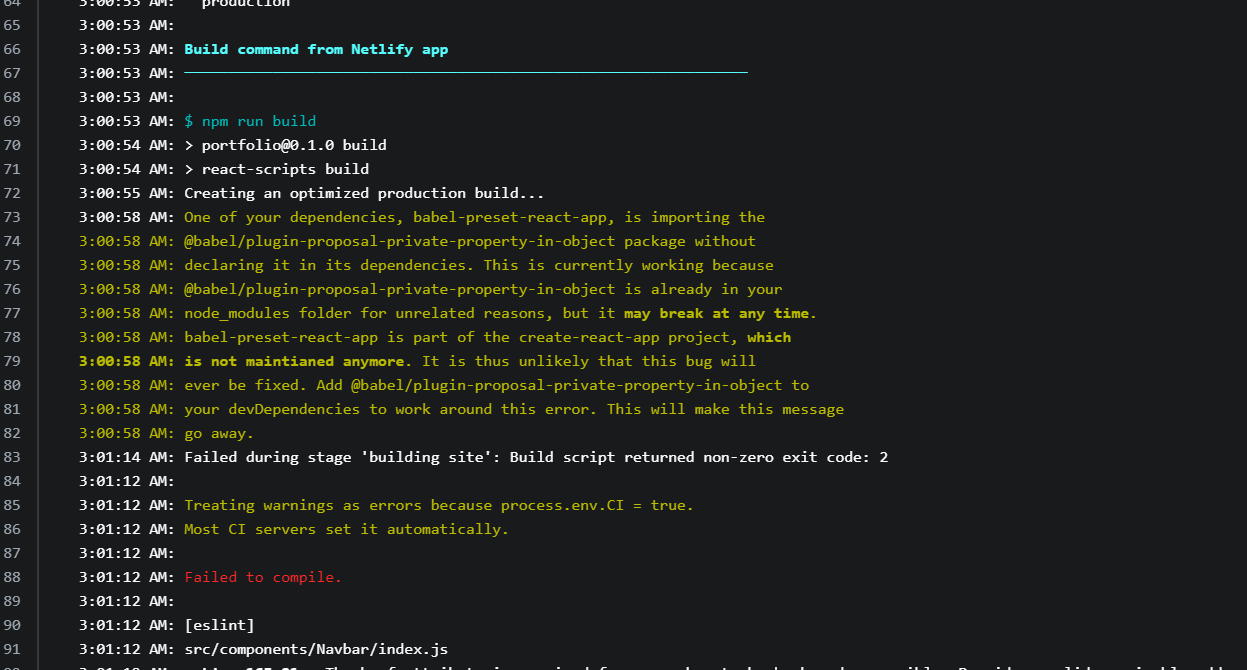 64 3:00:53 AM: production
65 3:00:53 AM:
66 3:00:53 AM: Build command from Netlify app
67 3:00:53 AM: ────────────────────────────────────────────────────────────────
68 3:00:53 AM:
69 3:00:53 AM: $ npm run build
70 3:00:54 AM: > portfolio@0.1.0 build
71 3:00:54 AM: > react-scripts build
72 3:00:55 AM: Creating an optimized production build...
73 3:00:58 AM: One of your dependencies, babel-preset-react-app, is importing the
74 3:00:58 AM: @babel/plugin-proposal-private-property-in-object package without
75 3:00:58 AM: declaring it in its dependencies. This is currently working because
76 3:00:58 AM: @babel/plugin-proposal-private-property-in-object is already in your
77 3:00:58 AM: node_modules folder for unrelated reasons, but it may break at any time.
78 3:00:58 AM: babel-preset-react-app is part of the create-react-app project, which
79 3:00:58 AM: is not maintianed anymore. It is thus unlikely that this bug will
80 3:00:58 AM: ever be fixed. Add @babel/plugin-proposal-private-property-in-object to
81 3:00:58 AM: your devDependencies to work around this error. This will make this message
82 3:00:58 AM: go away.
83 3:01:14 AM: Failed during stage 'building site': Build script returned non-zero exit code: 2
84 3:01:12 AM:
85 3:01:12 AM: Treating warnings as errors because process.env.CI = true.
86 3:01:12 AM: Most CI servers set it automatically.
87 3:01:12 AM:
88 3:01:12 AM: Failed to compile.
89 3:01:12 AM:
90 3:01:12 AM: [eslint]
91 3:01:12 AM: src/components/Navbar/index.js